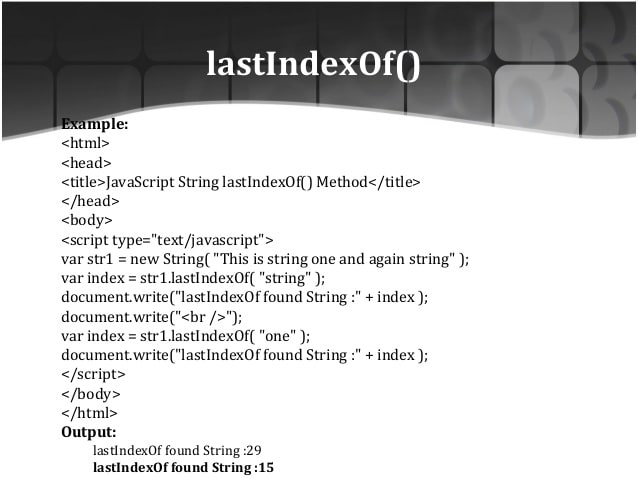 lastIndexOf()
Example:
<html>
<head>
<title>JavaScript String lastIndexOf() Method</title>
</head>
<body>
<script type="text/javascript">
var str1 = new String( "This is string one and again string" );
var index = str1.lastIndexOf( "string" );
document.write("lastIndexOf found String :" + index );
document.write("<br />");
var index = str1.lastIndexOf( "one" );
document.write("lastIndexOf found String :" + index );
</script>
</body>
</html>
Output:
lastIndexOf found String :29
lastIndexOf found String :15